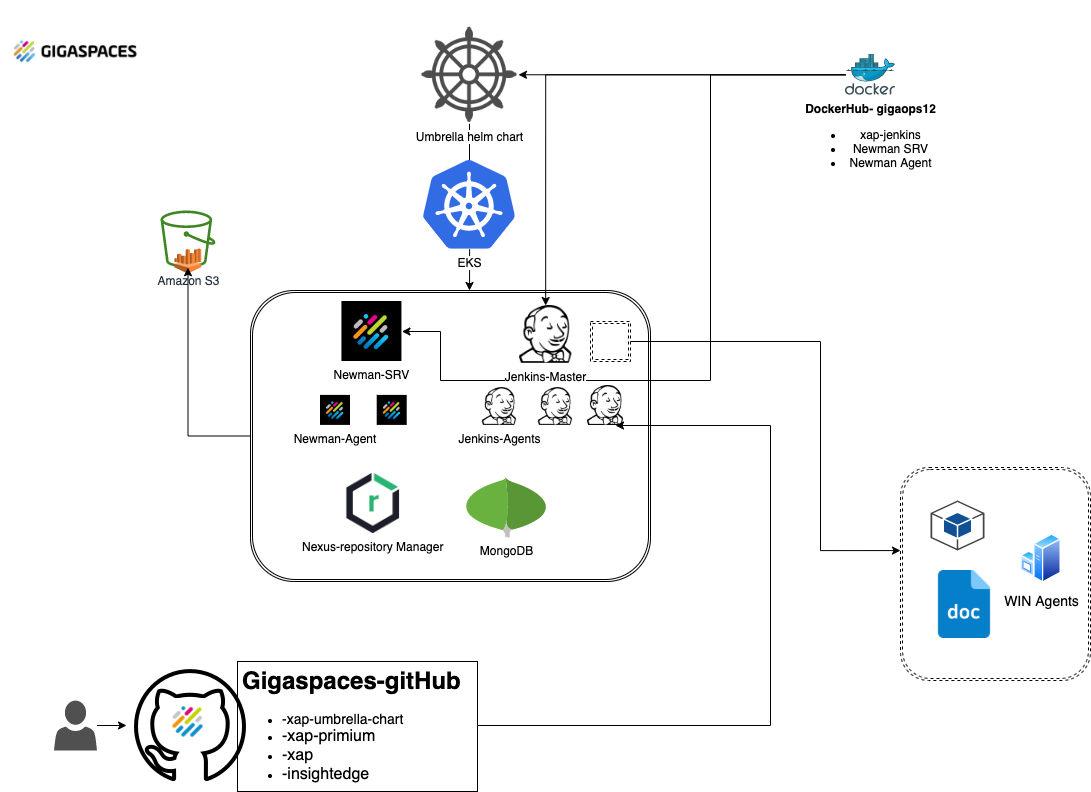 GIGASPACES
docker
DockerHub- gigaops12
xap-jenkins
Newman SRV
Newman Agent
Umbrella helm chart
EKS
Amazon S3
Newman-SRV
Jenkins-Master
Newman-Agent
Jenkins-Agents
r
Nexus-repository Manager
MongoDB
doc
WIN Agents
Gigaspaces-gitHub
-xap-umbrella-chart
-xap-primium
-xap
-insightedge